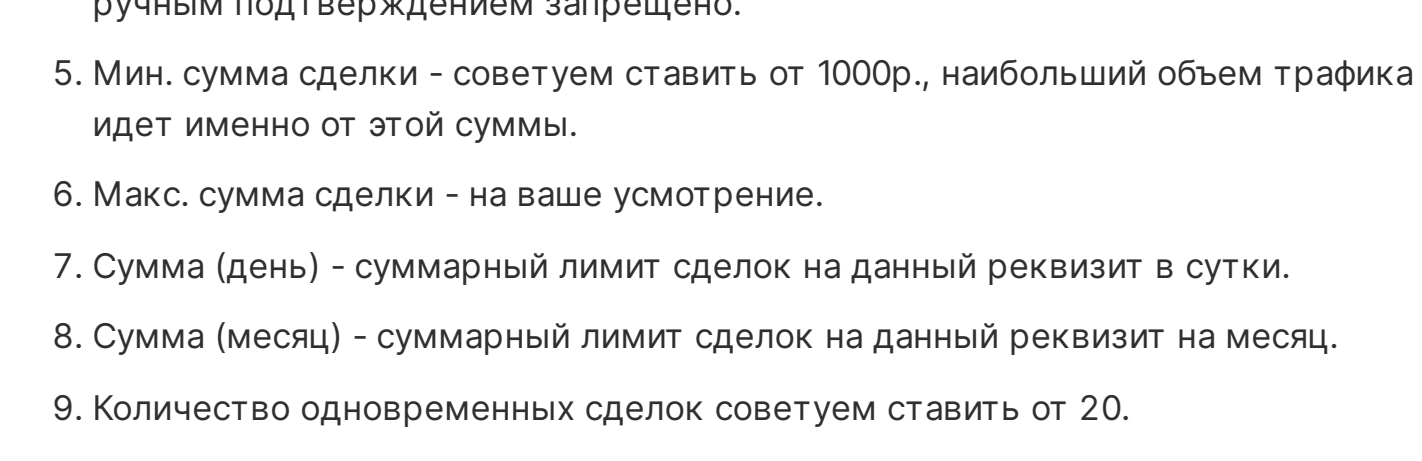 ручным подтверждением запрещено.
5. Мин. сумма сделки - советуем ставить от 1000р., наибольший объем трафика
идет именно от этой суммы.
6. Макс. сумма сделки - на ваше усмотрение.
7. Сумма (день) - суммарный лимит сделок на данный реквизит в сутки.
8. Сумма (месяц) - суммарный лимит сделок на данный реквизит на месяц.
9. Количество одновременных сделок советуем ставить от 20.